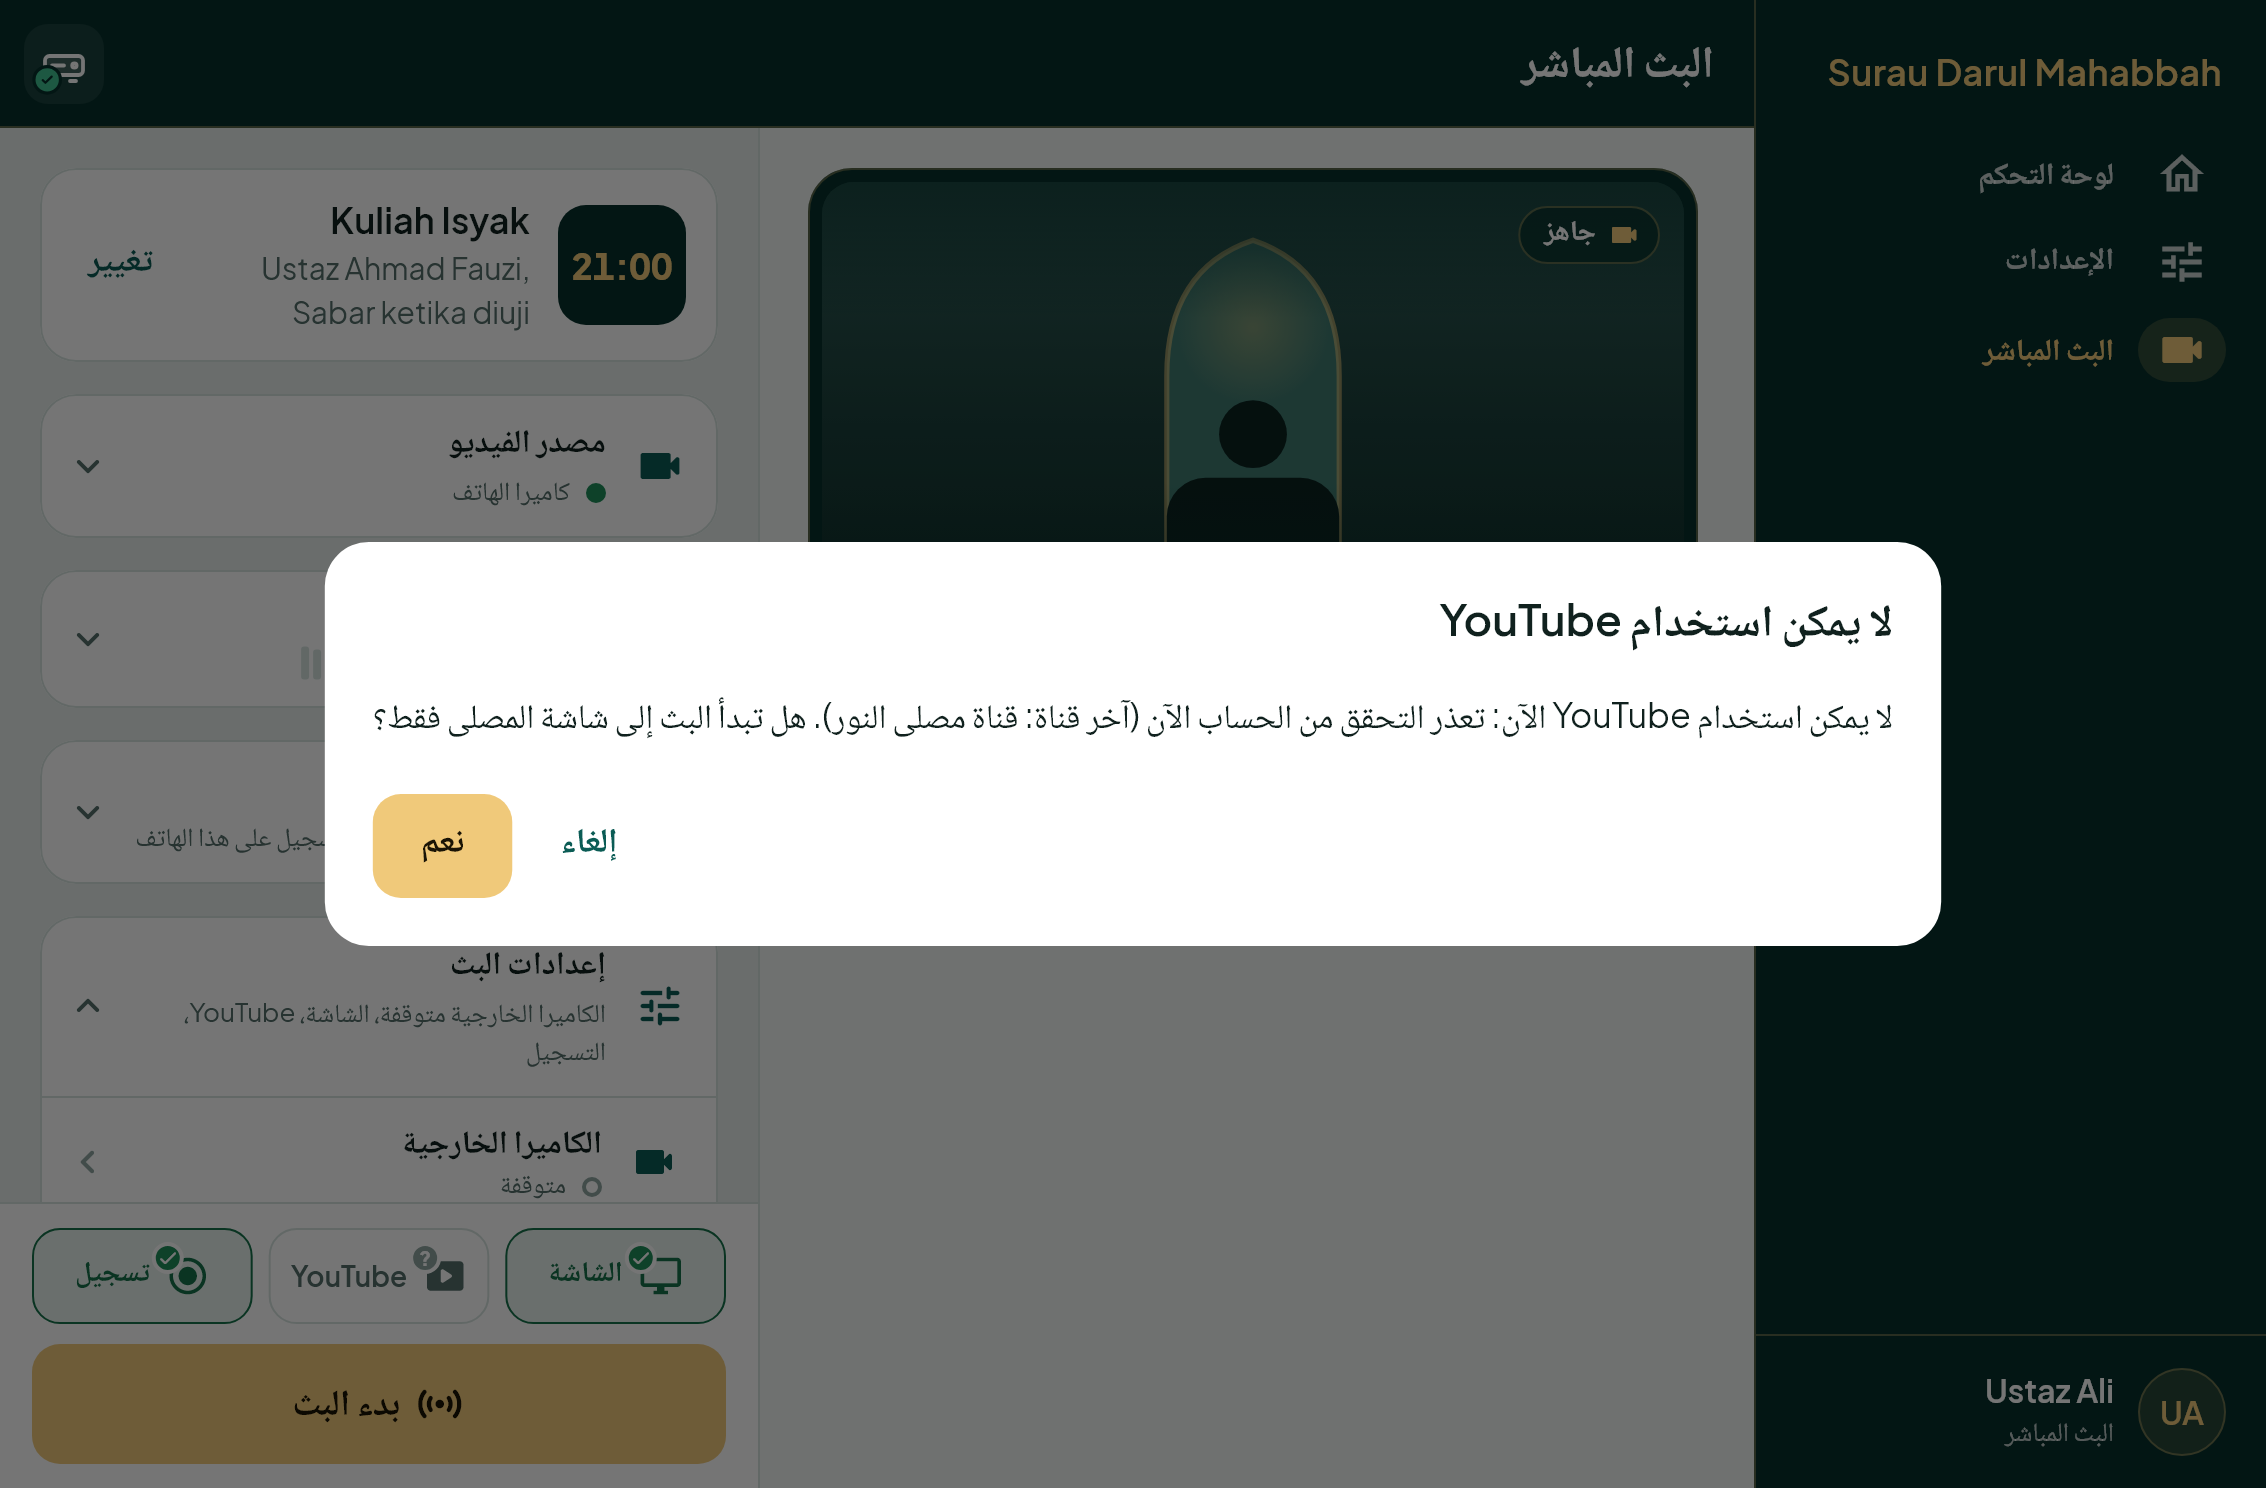 Surau Darul Mahabbah
لوحة التحكم
الإعدادات
البث المباشر
Ustaz Ali
البث المباشر
UA
البث المباشر
جاهز
21:00
Kuliah Isyak
Ustaz Ahmad Fauzi,
Sabar ketika diuji
تغيير
مصدر الفيديو
كاميرا الهاتف
لا يمكن استخدام YouTube
لا يمكن استخدام YouTube الآن: تعذر التحقق من الحساب الآن (آخر قناة: قناة مصلى النور). هل تبدأ البث إلى شاشة المصلى فقط؟
إلغاء
نعم
على هذا الهاتف
إعدادات البث
الكاميرا الخارجية متوقفة، الشاشة، YouTube،
التسجيل
الكاميرا الخارجية
متوقفة
الشاشة
YouTube
تسجيل
بدء البث